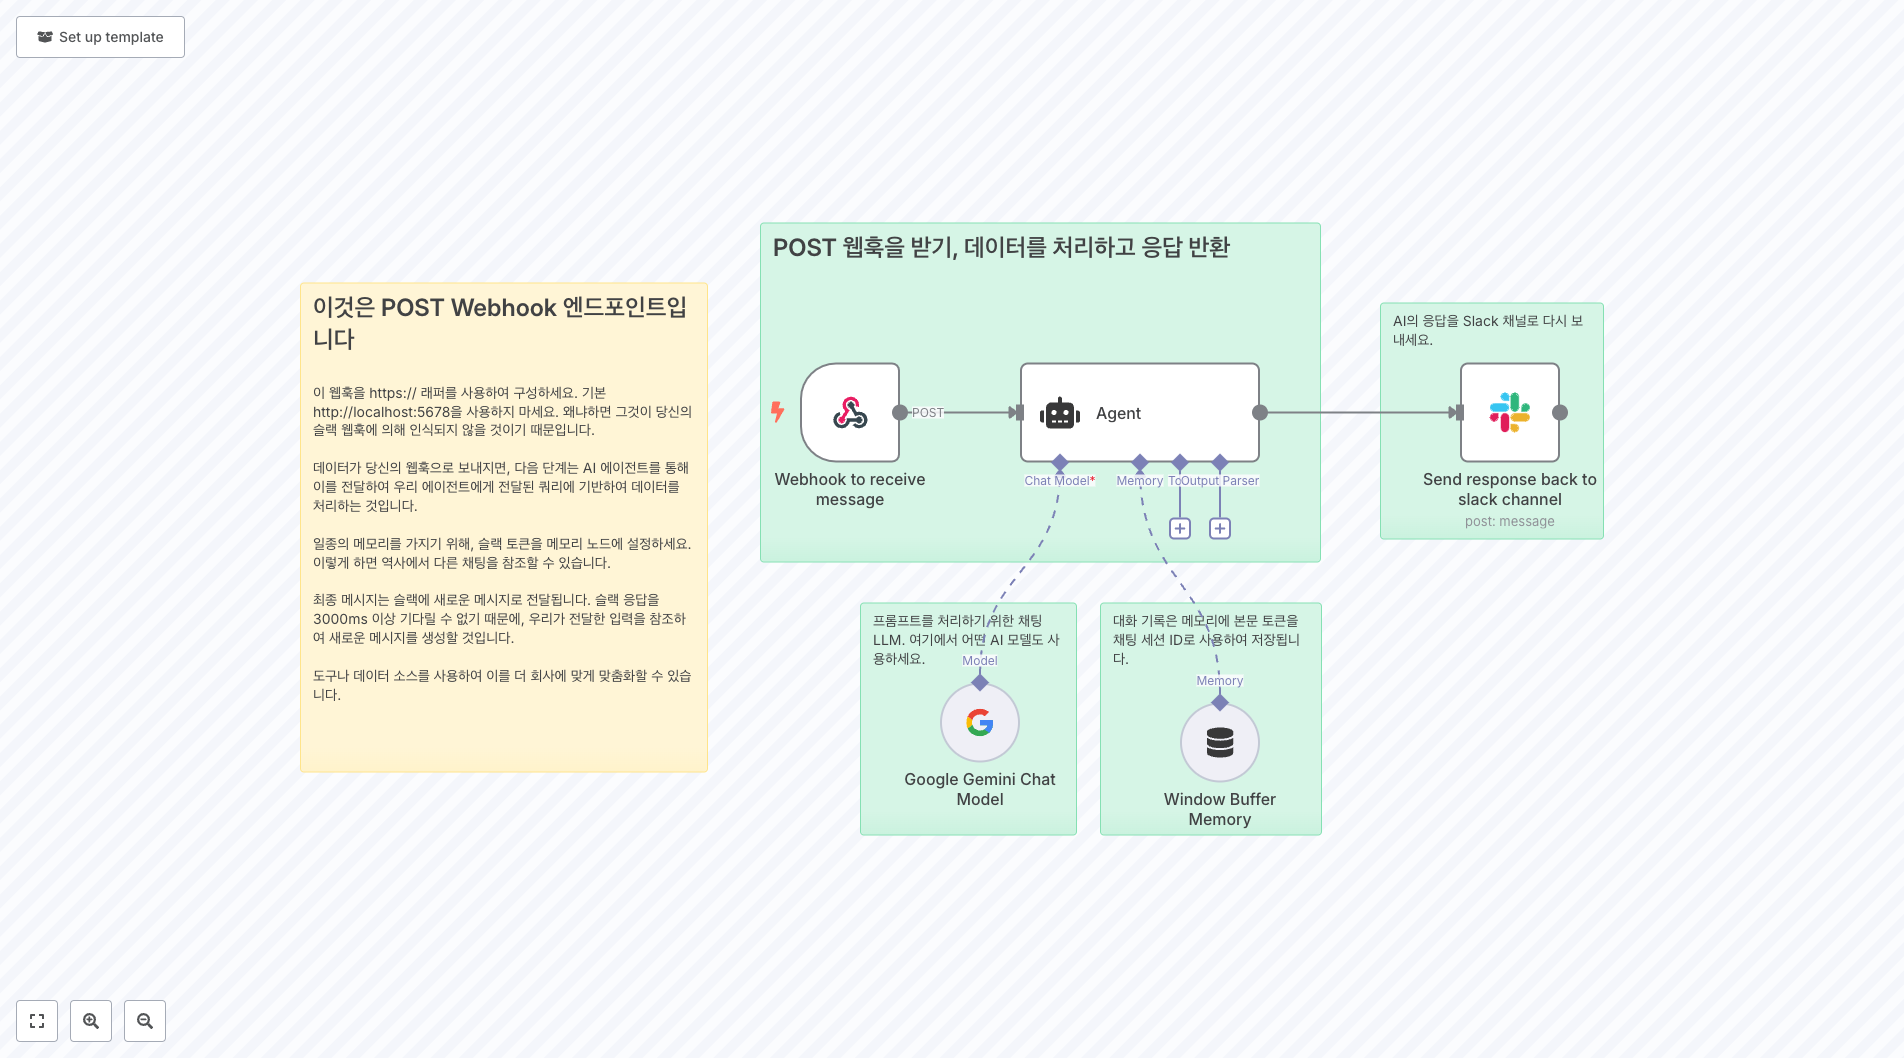 Set up template
이것은 POST Webhook 엔드포인트입
니다
이 웹훅을 https:// 래퍼를 사용하여 구성하세요. 기본
http://localhost:5678을 사용하지 마세요. 왜냐하면 그것이 당신의
슬랙 웹훅에 의해 인식되지 않을 것이기 때문입니다.
데이터가 당신의 웹훅으로 보내지면, 다음 단계는 AI 에이전트를 통해
이를 전달하여 우리 에이전트에게 전달된 쿼리에 기반하여 데이터를
처리하는 것입니다.
일종의 메모리를 가지기 위해, 슬랙 토큰을 메모리 노드에 설정하세요.
이렇게 하면 역사에서 다른 채팅을 참조할 수 있습니다.
최종 메시지는 슬랙에 새로운 메시지로 전달됩니다. 슬랙 응답을
3000ms 이상 기다릴 수 없기 때문에, 우리가 전달한 입력을 참조하
여 새로운 메시지를 생성할 것입니다.
도구나 데이터 소스를 사용하여 이를 더 회사에 맞게 맞춤화할 수 있습
니다.
POST 웹훅을 받기, 데이터를 처리하고 응답 반환
POST
Agent
Webhook to receive
message
Chat Model*
Memory
To
Output Parser
AI의 응답을 Slack 채널로 다시 보
내세요.
Send response back to
slack channel
post: message
프롬프트를 처리하기 위한 채팅
LLM. 여기에서 어떤 AI 모델도 사
용하세요.
Model
Google Gemini Chat
Model
대화 기록은 메모리에 본문 토큰을
채팅 세션 ID로 사용하여 저장됩니
다.
Memory
Window Buffer
Memory